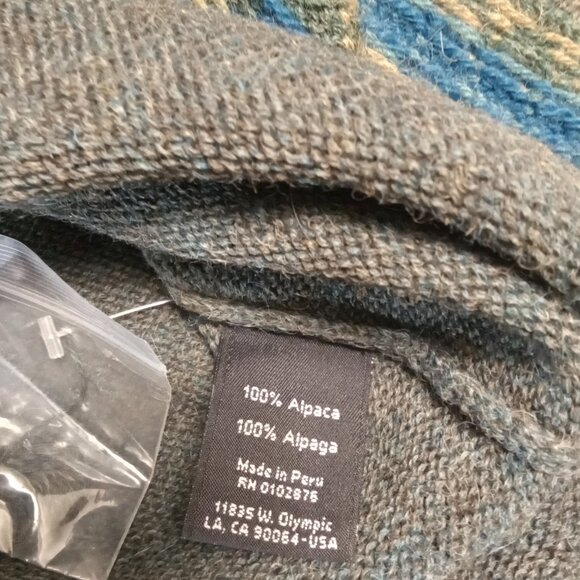 100% Alpaca
100% Alpaga
Made in Peru
RN 0102876
11835 W. Olympic
LA, CA 90064-USA